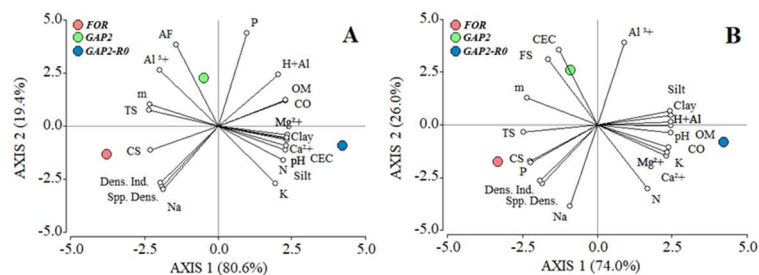 FOR
GAP2
GAP2-R0
A
AXIS 2 (19.4%)
5.0
2.5
0.0
-2.5
-5.0
AF
P
Al ³⁺
H+Al
m
TS
OM
CO
Mg²⁺
Clay
Ca²⁺
CS
pH CEC
Silt
N
K
Dens. Ind.
Spp. Dens.
Na
-5.0
-2.5
0.0
2.5
5.0
AXIS 1 (80.6%)
FOR
GAP2
GAP2-R0
B
AXIS 2 (26.0%)
5.0
2.5
0.0
-2.5
-5.0
CEC
FS
Al ³⁺
m
Silt
Clay
H+Al
TS
pH OM
CO
CS
P
K
Mg²⁺
Ca²⁺
Dens. Ind.
Spp. Dens.
N
Na
-5.0
-2.5
0.0
2.5
5.0
AXIS 1 (74.0%)